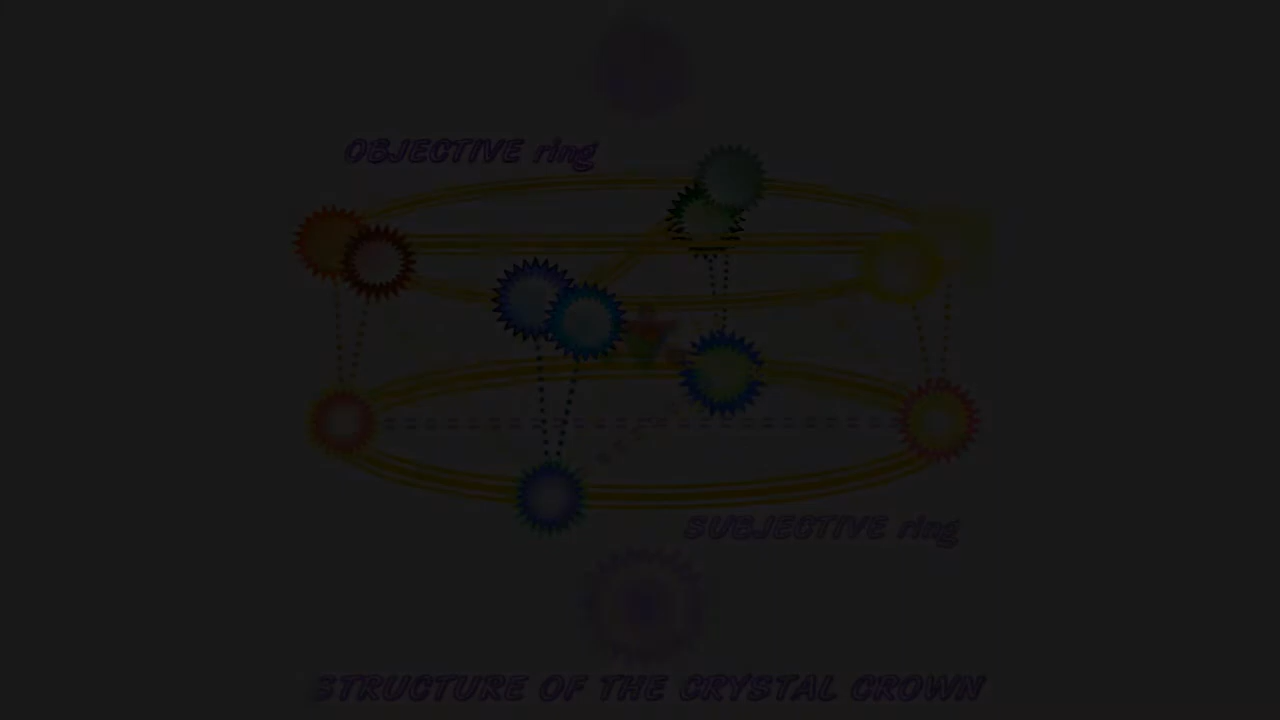 OBJECTIVE ring
SUBJECTIVE ring
STRUCTURE OF THE CRYSTAL CROWN